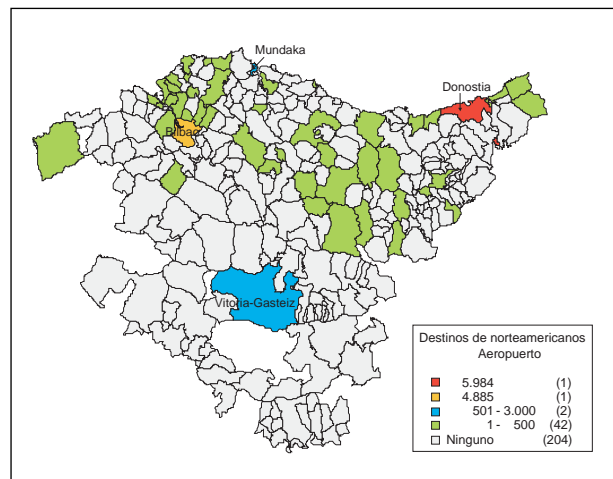 Mundaka
Donostia
Bilbao
Vitoria-Gasteiz
Destinos de norteamericanos
Aeropuerto
5.984 (1)
4.885 (1)
501 - 3.000 (2)
1 - 500 (42)
Ninguno (204)